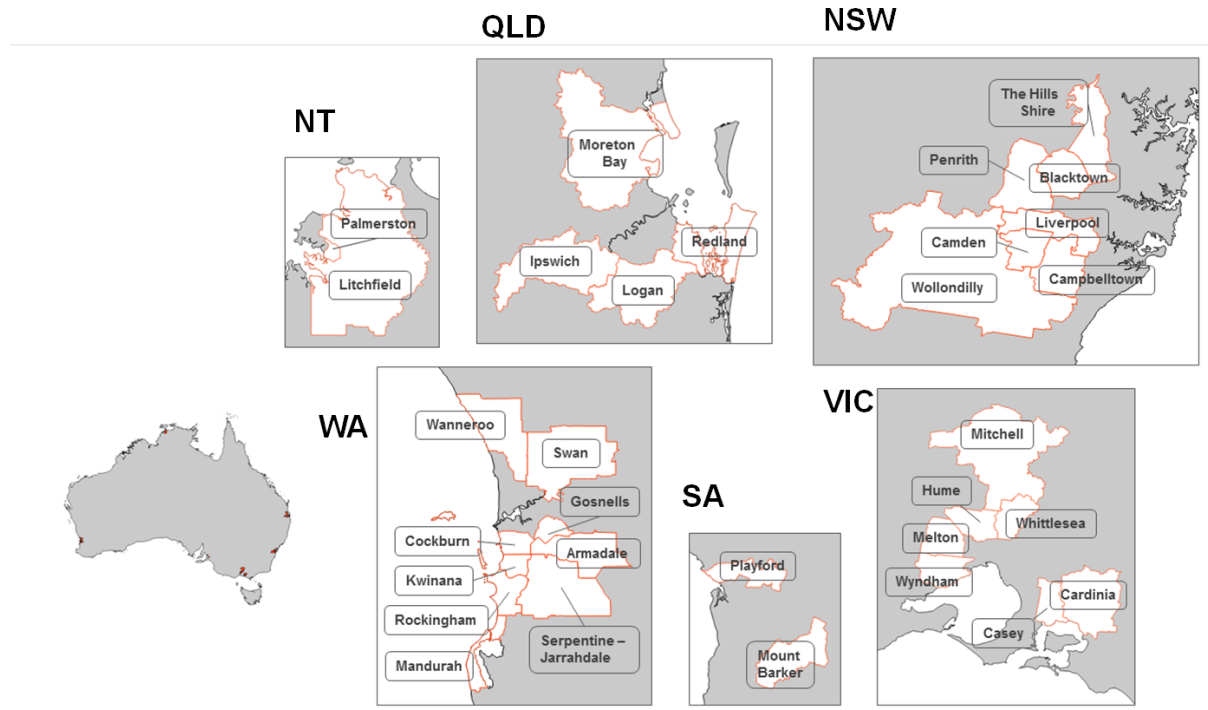 QLD
NSW
NT
The Hills
Shire
Moreton
Bay
Penrith
Blacktown
Palmerston
Liverpool
Redland
Camden
Ipswich
Litchfield
Logan
Campbelltown
Wollondilly
WA
VIC
Wanneroo
Mitchell
Swan
SA
Gosnells
Hume
Whittlesea
Cockburn
Armadale
Melton
Playford
Kwinana
Wyndham
Cardinia
Rockingham
Casey
Serpentine –
Jarrahdale
Mandurah
Mount
Barker